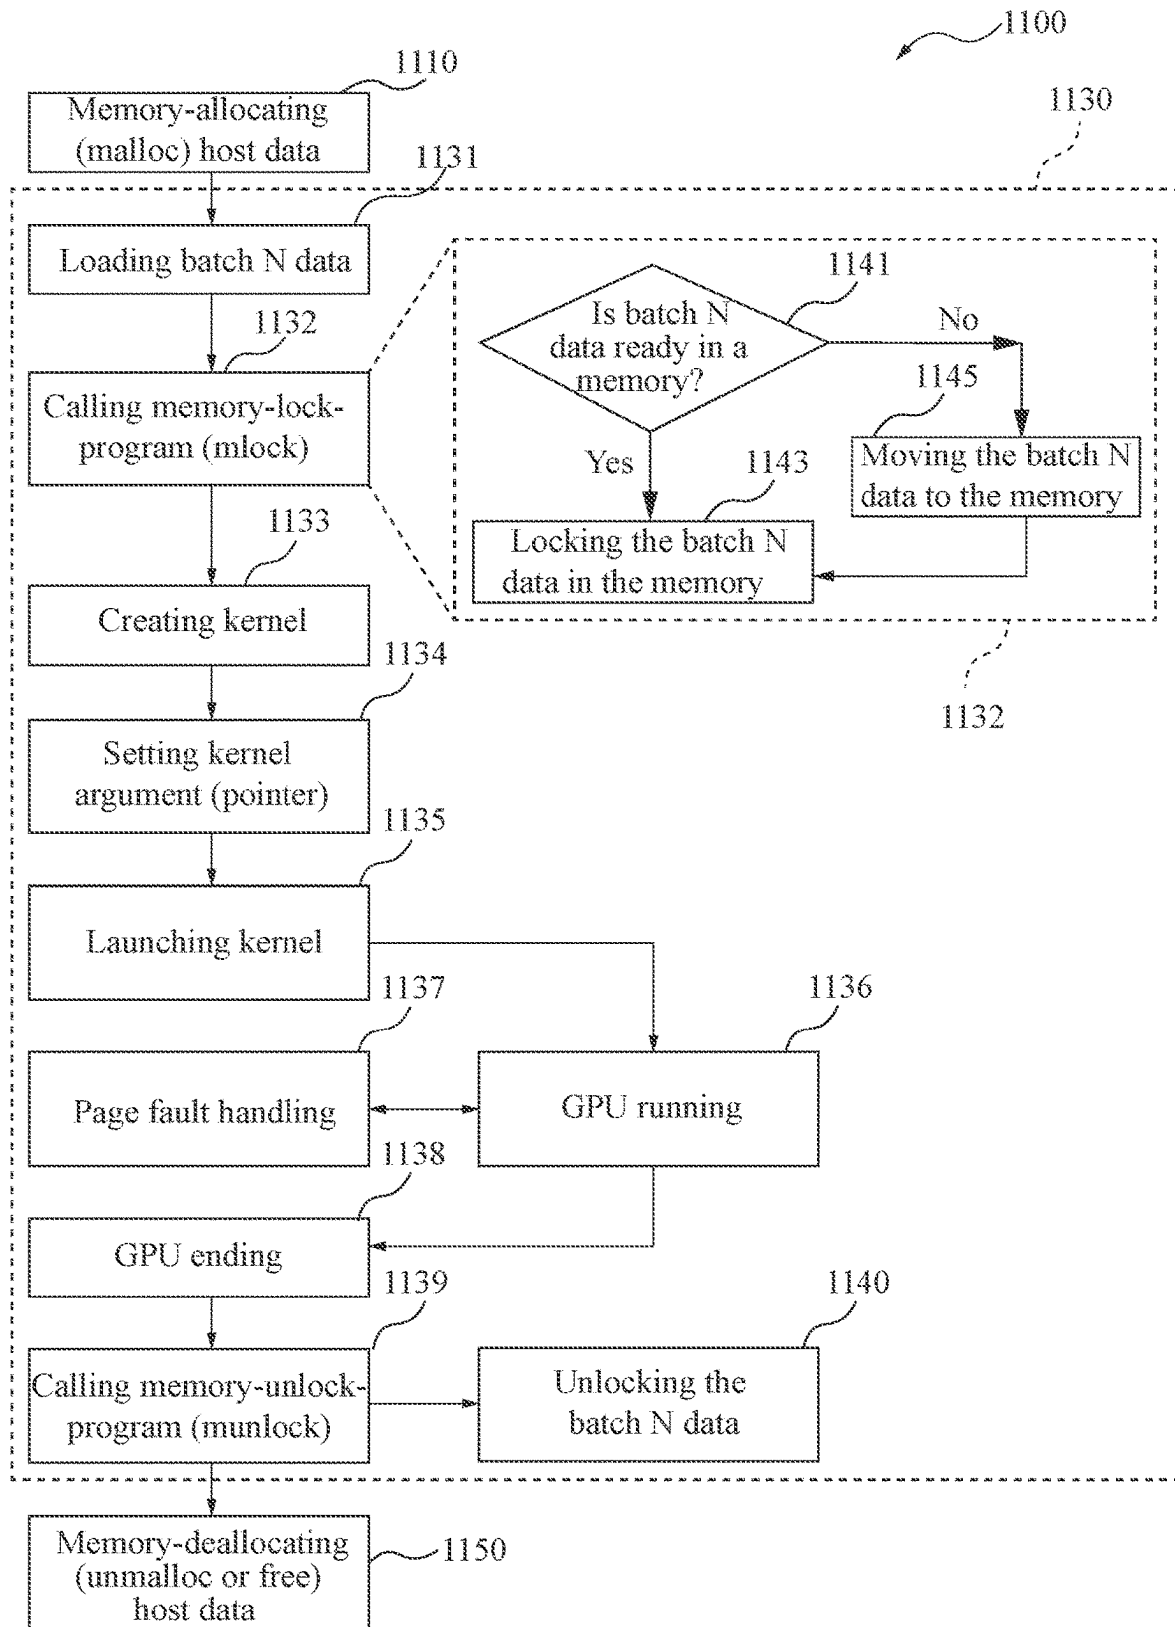 1100
1110
Memory-allocating
(malloc) host data
1130
1131
Loading batch N data
1132
Calling memory-lock-
program (mlock)
1141
Is batch N
data ready in a
memory?
No
Yes
1145
Moving the batch N
data to the memory
1143
Locking the batch N
data in the memory
1132
1133
Creating kernel
1134
Setting kernel
argument (pointer)
1135
Launching kernel
1136
GPU running
1137
Page fault handling
1138
GPU ending
1139
Calling memory-unlock-
program (munlock)
1140
Unlocking the
batch N data
Memory-deallocating
(unmalloc or free)
host data
1150